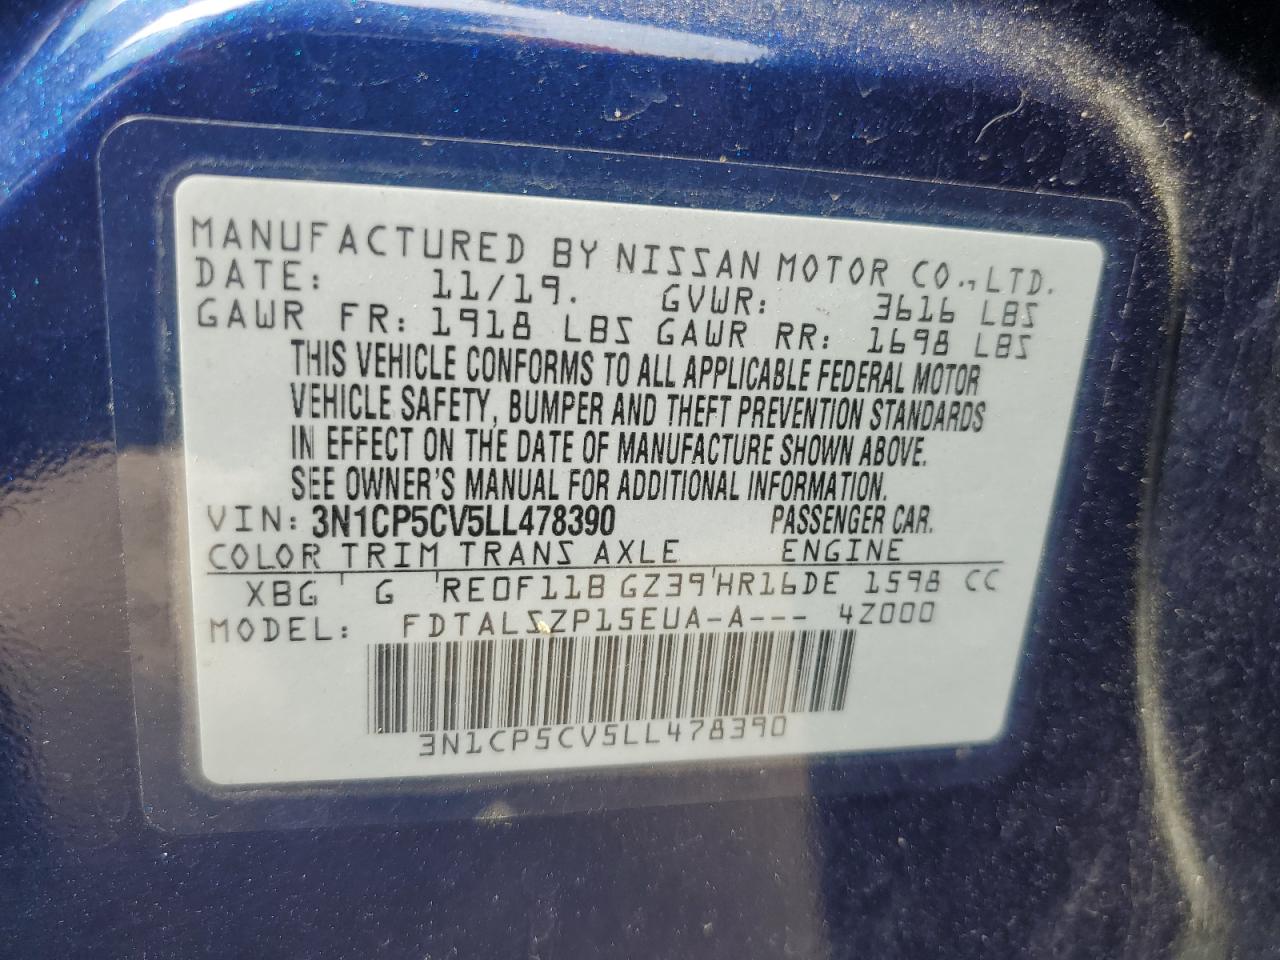 MANUFACTURED BY NISSAN MOTOR CO.,LTD.
DATE: 11/19. GVWR: 3616 LBS
GAWR FR: 1918 LBS GAWR RR: 1698 LBS
THIS VEHICLE CONFORMS TO ALL APPLICABLE FEDERAL MOTOR
VEHICLE SAFETY, BUMPER AND THEFT PREVENTION STANDARDS
IN EFFECT ON THE DATE OF MANUFACTURE SHOWN ABOVE.
SEE OWNER'S MANUAL FOR ADDITIONAL INFORMATION.
VIN: 3N1CP5CV5LL478390 PASSENGER CAR.
COLOR TRIM TRANS AXLE ENGINE
XBG ' G 'RE0F11B GZ39'HR16DE 1598 CC
MODEL: FDTALSZP15EUA-A--- 4Z000
3N1CP5CV5LL478390